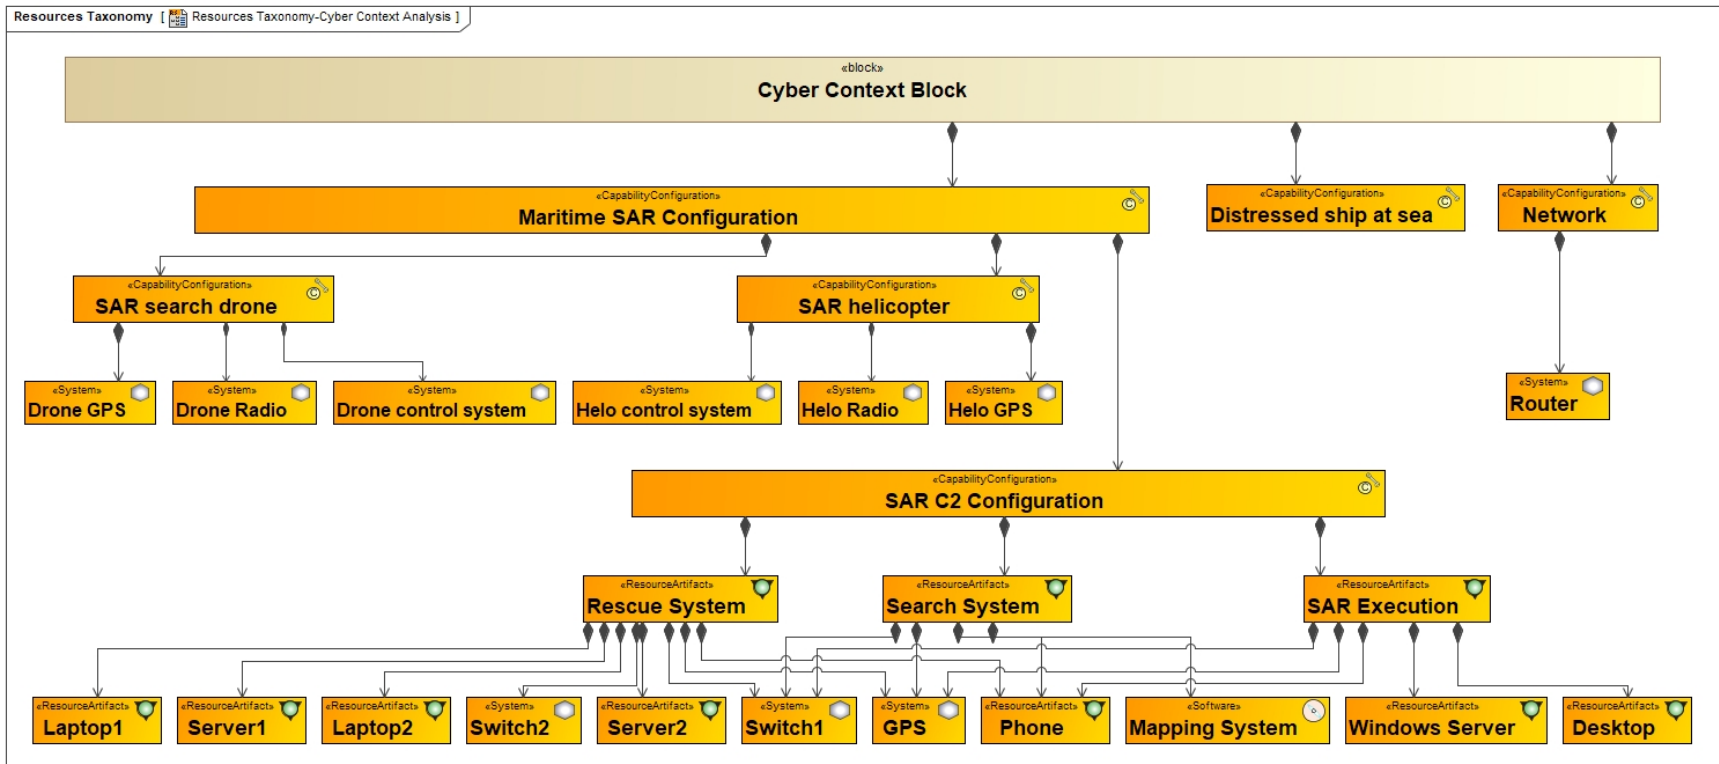 Resources Taxonomy [ Resources Taxonomy-Cyber Context Analysis ]
«block»
Cyber Context Block
«CapabilityConfiguration»
Maritime SAR Configuration
«CapabilityConfiguration»
Distressed ship at sea
«CapabilityConfiguration»
Network
«CapabilityConfiguration»
SAR search drone
«CapabilityConfiguration»
SAR helicopter
«System»
Drone GPS
«System»
Drone Radio
«System»
Drone control system
«System»
Helo control system
«System»
Helo Radio
«System»
Helo GPS
«System»
Router
«CapabilityConfiguration»
SAR C2 Configuration
«ResourceArtifact»
Rescue System
«ResourceArtifact»
Search System
«ResourceArtifact»
SAR Execution
«ResourceArtifact»
Laptop1
«ResourceArtifact»
Server1
«ResourceArtifact»
Laptop2
«System»
Switch2
«ResourceArtifact»
Server2
«System»
Switch1
«System»
GPS
«ResourceArtifact»
Phone
«Software»
Mapping System
«ResourceArtifact»
Windows Server
«ResourceArtifact»
Desktop